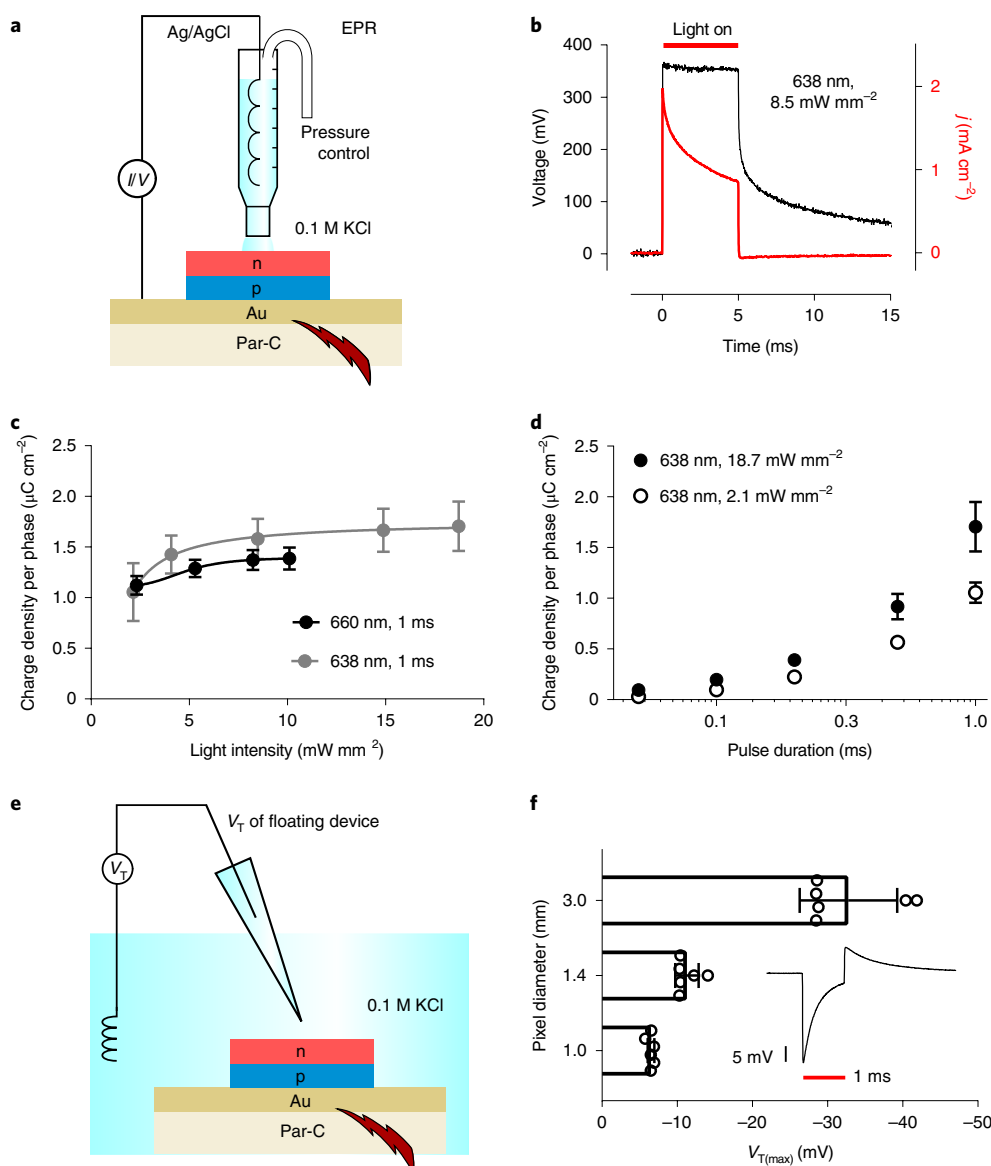 a
Ag/AgCl
EPR
Pressure
control
I/V
0.1 M KCl
n
p
Au
Par-C
b
Light on
400
300
200
100
0
Voltage (mV)
638 nm,
8.5 mW mm−2
2
1
0
j (mA cm−2)
0
5
10
15
Time (ms)
c
2.5
2.0
1.5
1.0
0.5
0
Charge density per phase (μC cm−2)
660 nm, 1 ms
638 nm, 1 ms
0
5
10
15
20
Light intensity (mW mm2)
d
2.5
2.0
1.5
1.0
0.5
0
Charge density per phase (μC cm−2)
638 nm, 18.7 mW mm−2
638 nm, 2.1 mW mm−2
0.1
0.3
1.0
Pulse duration (ms)
e
VT of floating device
VT
0.1 M KCl
n
p
Au
Par-C
f
Pixel diameter (mm)
3.0
1.4
1.0
5 mV
1 ms
0
−10
−20
−30
−40
−50
VT(max) (mV)